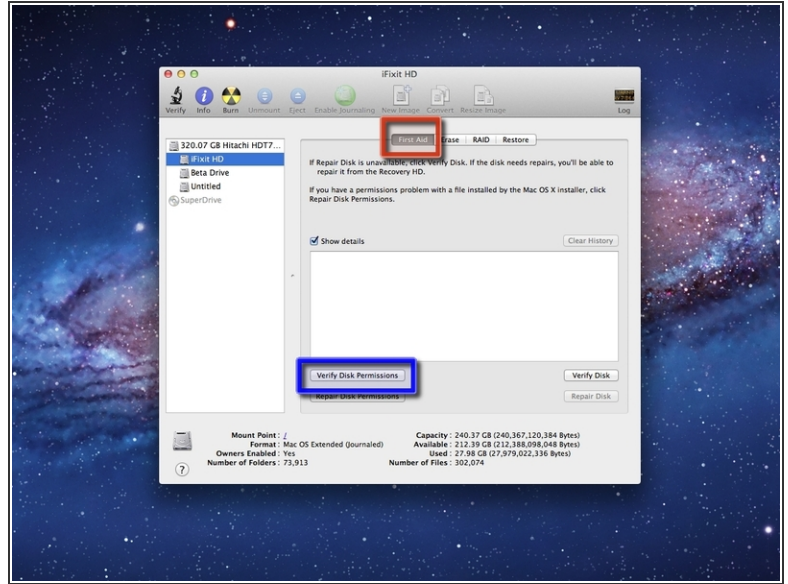 iFixit HD
Verify Info Burn Unmount Eject Enable Journaling New Image Convert Resize Image Log
320.07 GB Hitachi HDT7...
iFixit HD
Beta Drive
Untitled
SuperDrive
First Aid Erase RAID Restore
If Repair Disk is unavailable, click Verify Disk. If the disk needs repairs, you'll be able to
repair it from the Recovery HD.
If you have a permissions problem with a file installed by the Mac OS X installer, click
Repair Disk Permissions.
Show details
Clear History
Verify Disk Permissions
Verify Disk
Repair Disk Permissions
Repair Disk
Mount Point : /
Format : Mac OS Extended (Journaled)
Owners Enabled : Yes
Number of Folders : 73,913
Capacity : 240.37 GB (240,367,120,384 Bytes)
Available : 212.39 GB (212,388,098,048 Bytes)
Used : 27.98 GB (27,979,022,336 Bytes)
Number of Files : 302,074
?